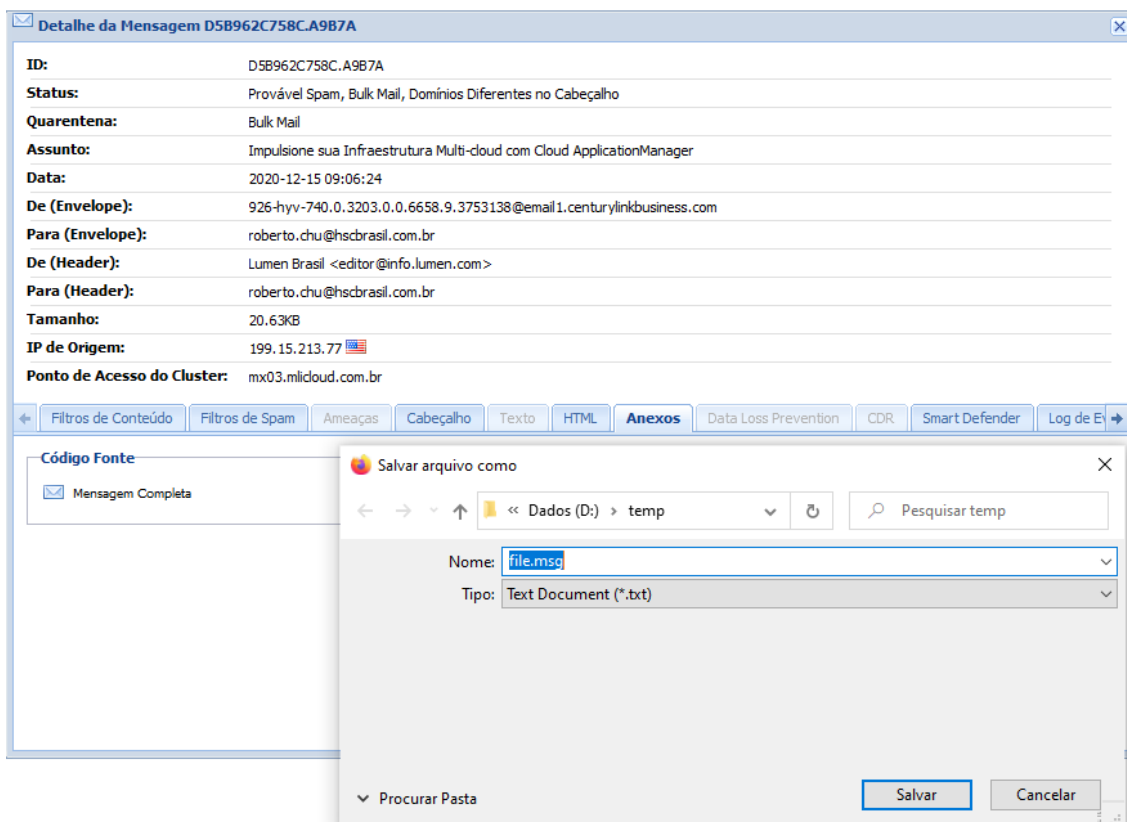 Detalhe da Mensagem D5B962C758C.A9B7A
ID: D5B962C758C.A9B7A
Status: Provável Spam, Bulk Mail, Domínios Diferentes no Cabeçalho
Quarentena: Bulk Mail
Assunto: Impulsione sua Infraestrutura Multi-cloud com Cloud ApplicationManager
Data: 2020-12-15 09:06:24
De (Envelope): 926-hyv-740.0.3203.0.0.6658.9.3753138@email1.centurylinkbusiness.com
Para (Envelope): roberto.chu@hscbrasil.com.br
De (Header): Lumen Brasil <editor@info.lumen.com>
Para (Header): roberto.chu@hscbrasil.com.br
Tamanho: 20.63KB
IP de Origem: 199.15.213.77
Ponto de Acesso do Cluster: mx03.mlicloud.com.br
Filtros de Conteúdo Filtros de Spam Ameaças Cabeçalho Texto HTML Anexos Data Loss Prevention CDR Smart Defender Log de Ev
Código Fonte
Mensagem Completa
Salvar arquivo como
« Dados (D:) › temp Pesquisar temp
Nome: file.msg
Tipo: Text Document (*.txt)
Procurar Pasta Salvar Cancelar